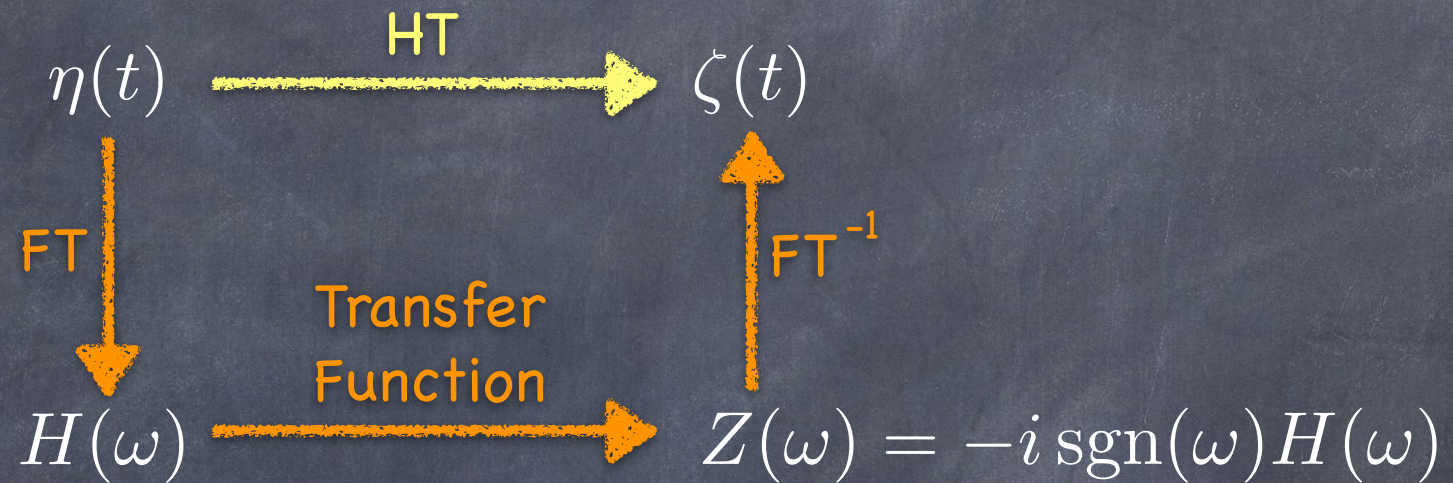 HT
η(t) ζ(t)
FT
FT⁻¹
Transfer
Function
H(ω) Z(ω) = −i sgn(ω)H(ω)